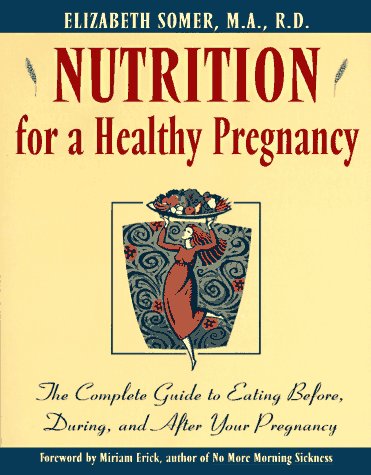 ELIZABETH SOMER, M.A., R.D.
NUTRITION
for a Healthy Pregnancy
The Complete Guide to Eating Before,
During, and After Your Pregnancy
Foreword by Miriam Erick, author of No More Morning Sickness